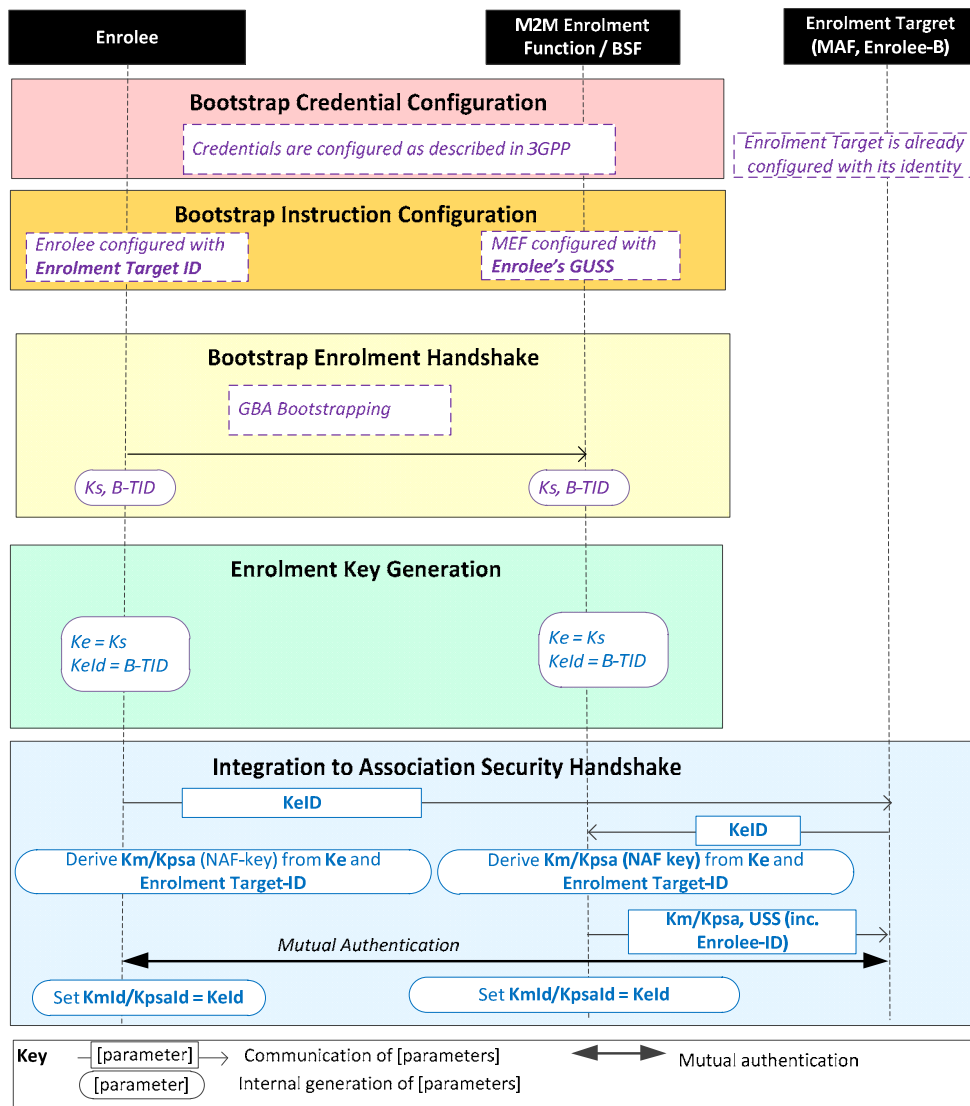 Enrolee
M2M Enrolment
Function / BSF
Enrolment Targret
(MAF, Enrolee-B)
Bootstrap Credential Configuration
Credentials are configured as described in 3GPP
Enrolment Target is already
configured with its identity
Bootstrap Instruction Configuration
Enrolee configured with
Enrolment Target ID
MEF configured with
Enrolee's GUSS
Bootstrap Enrolment Handshake
GBA Bootstrapping
Ks, B-TID
Ks, B-TID
Enrolment Key Generation
Ke = Ks
KeId = B-TID
Ke = Ks
KeId = B-TID
Integration to Association Security Handshake
KeID
KeID
Derive Km/Kpsa (NAF-key) from Ke and
Enrolment Target-ID
Derive Km/Kpsa (NAF key) from Ke and
Enrolment Target-ID
Km/Kpsa, USS (inc.
Enrolee-ID)
Mutual Authentication
Set KmId/KpsaId = KeId
Set KmId/KpsaId = KeId
Key
[parameter]
Communication of [parameters]
Mutual authentication
[parameter]
Internal generation of [parameters]